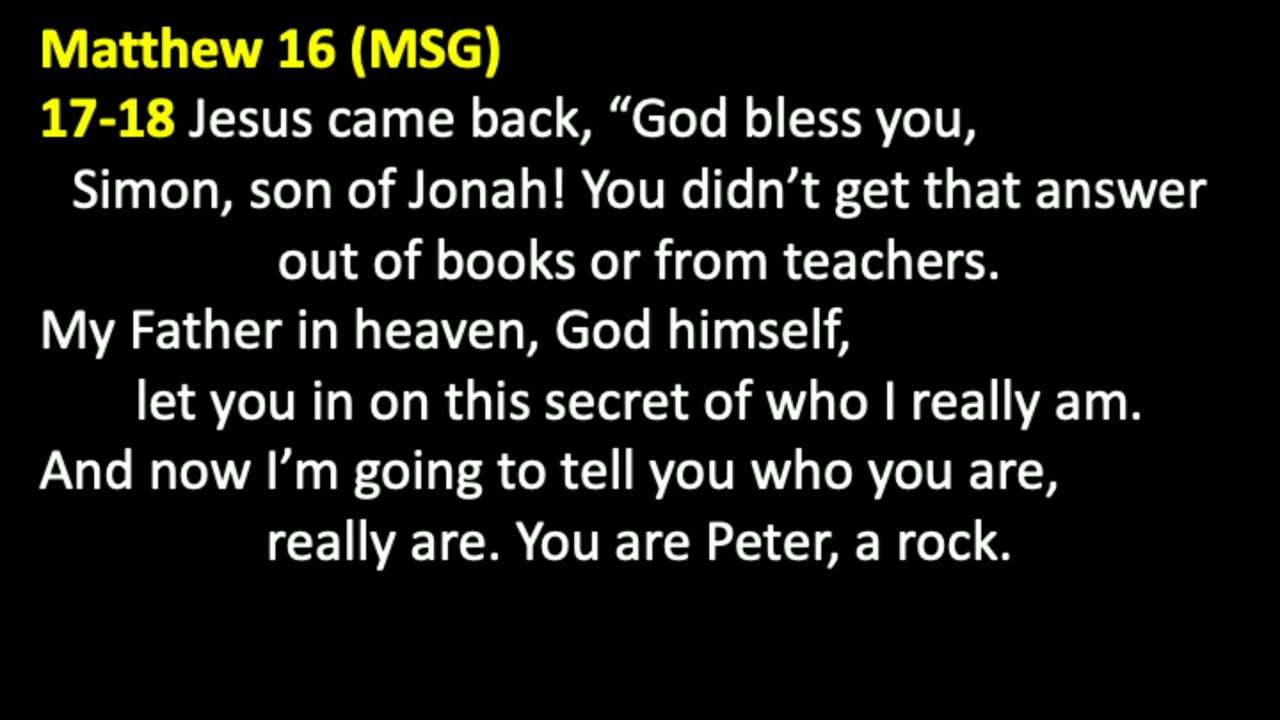 Matthew 16 (MSG)
17-18 Jesus came back, “God bless you,
Simon, son of Jonah! You didn’t get that answer
out of books or from teachers.
My Father in heaven, God himself,
let you in on this secret of who I really am.
And now I’m going to tell you who you are,
really are. You are Peter, a rock.